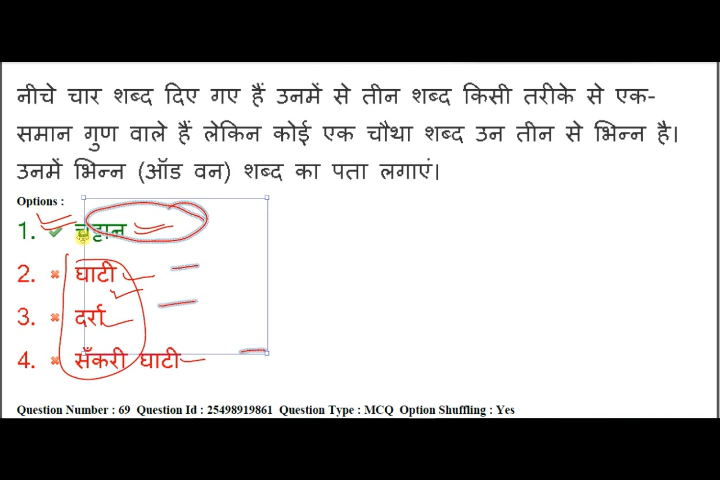 नीचे चार शब्द दिए गए हैं उनमें से तीन शब्द किसी तरीके से एक-
समान गुण वाले हैं लेकिन कोई एक चौथा शब्द उन तीन से भिन्न है।
उनमें भिन्न (ऑड वन) शब्द का पता लगाएं।
Options :
1. चट्टान
2. घाटी
3. दर्रा
4. सँकरी घाटी
Question Number : 69 Question Id : 25498919861 Question Type : MCQ Option Shuffling : Yes